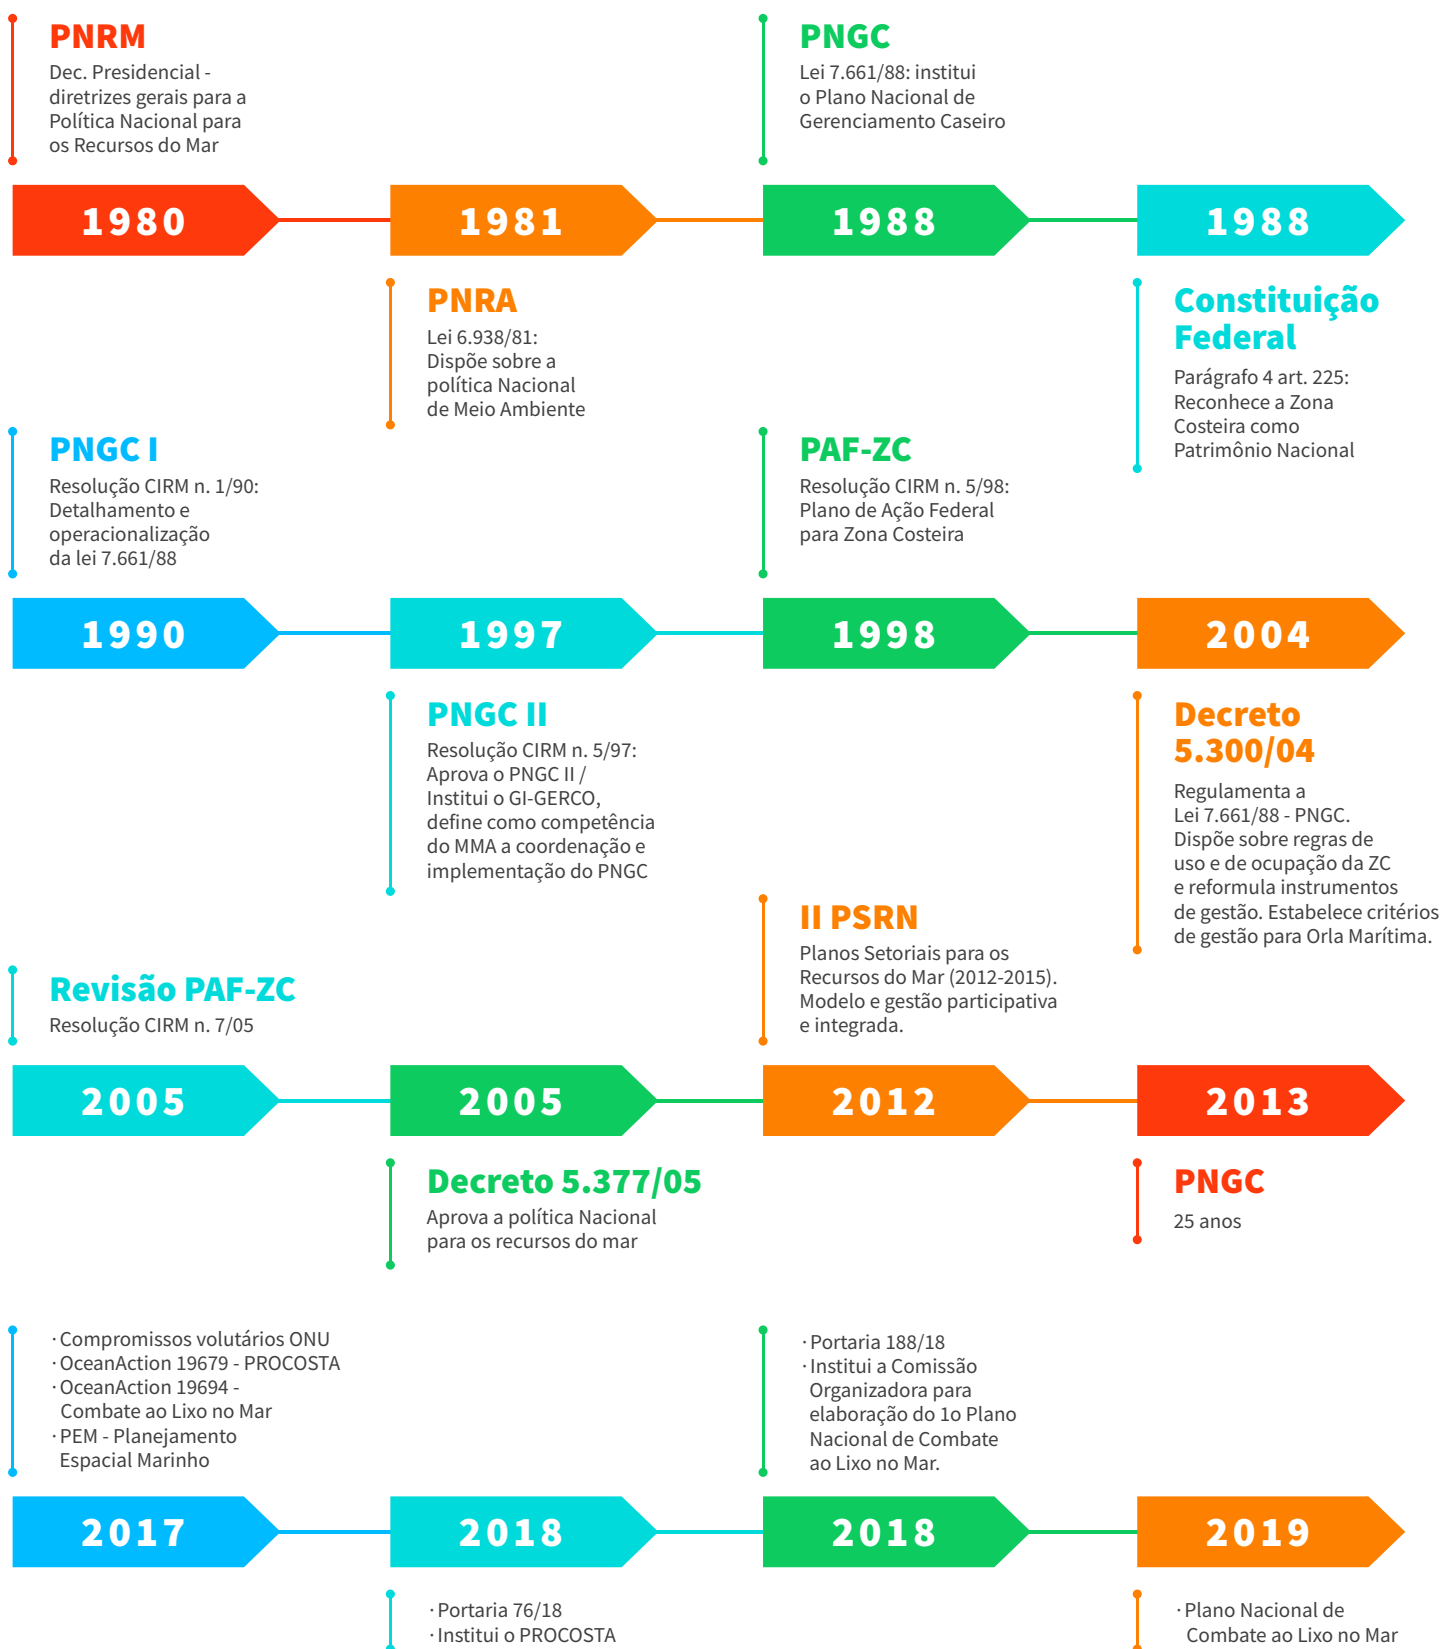 PNRM
Dec. Presidencial -
diretrizes gerais para a
Política Nacional para
os Recursos do Mar
PNGC
Lei 7.661/88: institui
o Plano Nacional de
Gerenciamento Caseiro
1980
1981
1988
1988
PNRA
Lei 6.938/81:
Dispõe sobre a
política Nacional
de Meio Ambiente
Constituição
Federal
Parágrafo 4 art. 225:
Reconhece a Zona
Costeira como
Patrimônio Nacional
PNGC I
Resolução CIRM n. 1/90:
Detalhamento e
operacionalização
da lei 7.661/88
PAF-ZC
Resolução CIRM n. 5/98:
Plano de Ação Federal
para Zona Costeira
1990
1997
1998
2004
PNGC II
Resolução CIRM n. 5/97:
Aprova o PNGC II /
Institui o GI-GERCO,
define como competência
do MMA a coordenação e
implementação do PNGC
Decreto
5.300/04
Regulamenta a
Lei 7.661/88 - PNGC.
Dispõe sobre regras de
uso e de ocupação da ZC
e reformula instrumentos
de gestão. Estabelece critérios
de gestão para Orla Marítima.
Revisão PAF-ZC
Resolução CIRM n. 7/05
II PSRN
Planos Setoriais para os
Recursos do Mar (2012-2015).
Modelo e gestão participativa
e integrada.
2005
2005
2012
2013
Decreto 5.377/05
Aprova a política Nacional
para os recursos do mar
PNGC
25 anos
· Compromissos volutários ONU
· OceanAction 19679 - PROCOSTA
· OceanAction 19694 -
Combate ao Lixo no Mar
· PEM - Planejamento
Espacial Marinho
· Portaria 188/18
· Institui a Comissão
Organizadora para
elaboração do 1o Plano
Nacional de Combate
ao Lixo no Mar.
2017
2018
2018
2019
· Portaria 76/18
· Institui o PROCOSTA
· Plano Nacional de
Combate ao Lixo no Mar